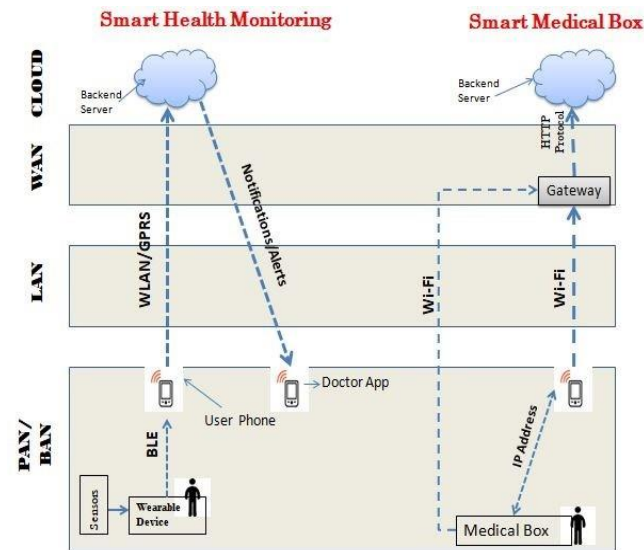 Smart Health Monitoring
Smart Medical Box
CLOUD
Backend
Server
Backend
Server
HTTP
Protocol
WAN
Gateway
Notifications/Alerts
WLAN/GPRS
LAN
Wi-Fi
Wi-Fi
PAN/
BAN
User Phone
Doctor App
BLE
IP Address
Sensors
Wearable
Device
Medical Box